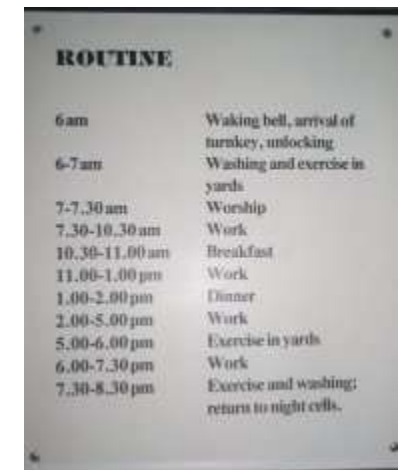 ROUTINE
6am Waking bell, arrival of
turnkey, unlocking
6-7am Washing and exercise in
yards
7-7.30am Worship
7.30-10.30am Work
10.30-11.00am Breakfast
11.00-1.00pm Work
1.00-2.00pm Dinner
2.00-5.00pm Work
5.00-6.00pm Exercise in yards
6.00-7.30pm Work
7.30-8.30pm Exercise and washing;
return to night cells.